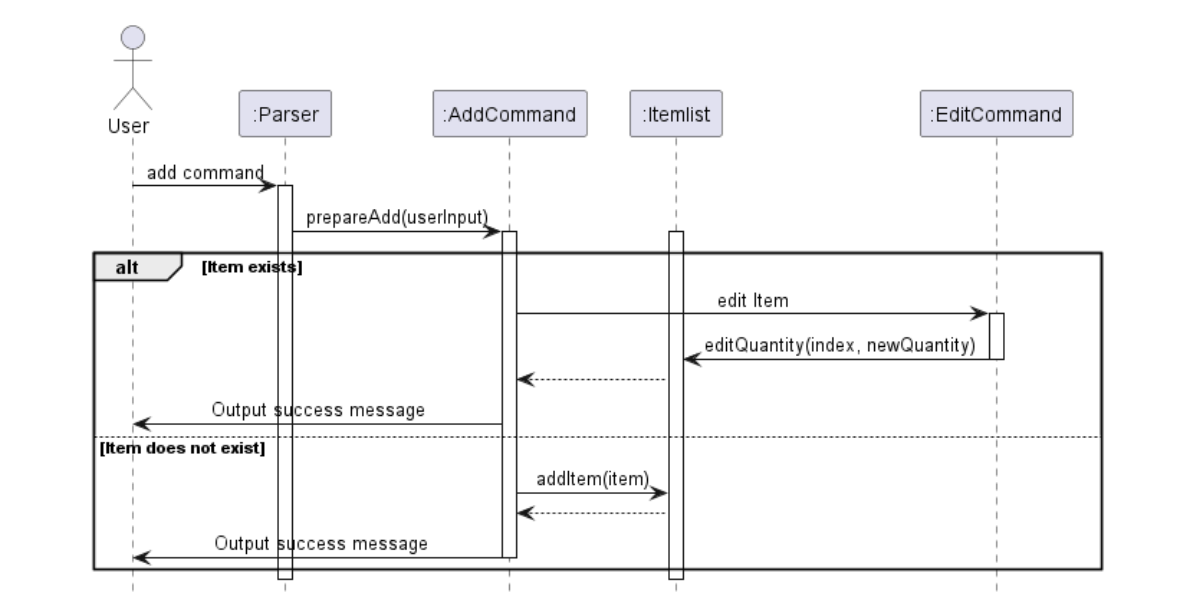 User
:Parser
:AddCommand
:Itemlist
:EditCommand
add command
prepareAdd(userInput)
alt
[Item exists]
edit Item
editQuantity(index, newQuantity)
Output success message
[Item does not exist]
addItem(item)
Output success message